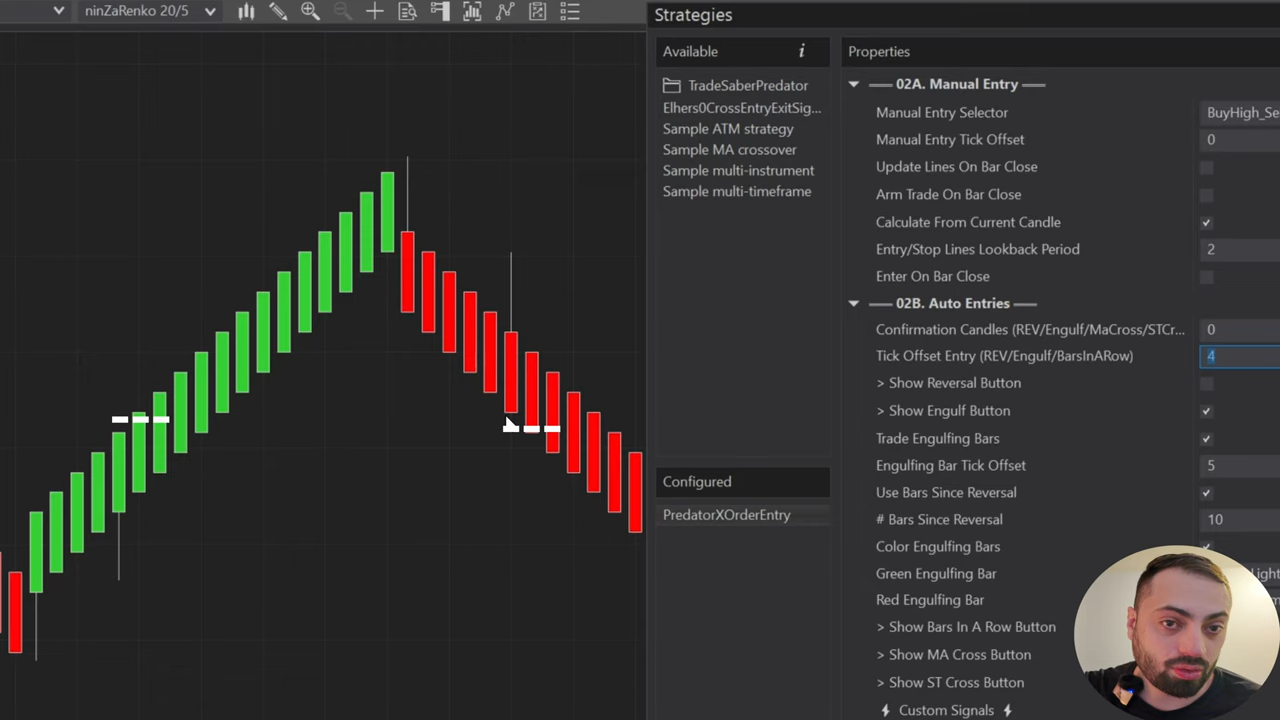 ninZaRenko 20/5
Strategies
Available
i
TradeSaberPredator
Elhers0CrossEntryExitSig...
Sample ATM strategy
Sample MA crossover
Sample multi-instrument
Sample multi-timeframe
Configured
PredatorXOrderEntry
Properties
02A. Manual Entry
Manual Entry Selector BuyHigh_Se
Manual Entry Tick Offset 0
Update Lines On Bar Close
Arm Trade On Bar Close
Calculate From Current Candle
Entry/Stop Lines Lookback Period 2
Enter On Bar Close
02B. Auto Entries
Confirmation Candles (REV/Engulf/MaCross/STCr... 0
Tick Offset Entry (REV/Engulf/BarsInARow) 4
> Show Reversal Button
> Show Engulf Button
Trade Engulfing Bars
Engulfing Bar Tick Offset 5
Use Bars Since Reversal
# Bars Since Reversal 10
Color Engulfing Bars
Green Engulfing Bar Light
Red Engulfing Bar
> Show Bars In A Row Button
> Show MA Cross Button
> Show ST Cross Button
Custom Signals